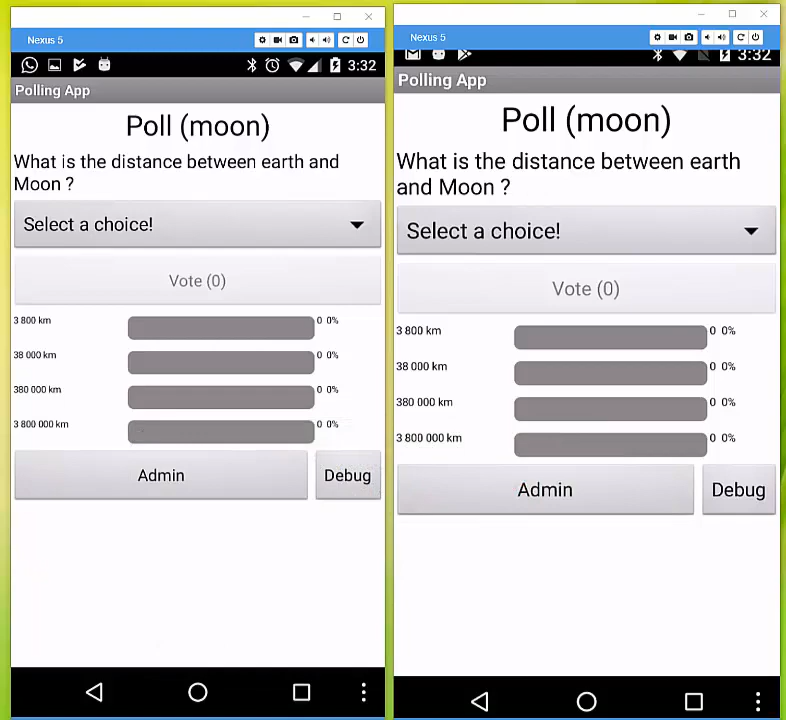 Nexus 5
3:32
Polling App
Poll (moon)
What is the distance between earth and
Moon ?
Select a choice!
Vote (0)
3 800 km 0 0%
38 000 km 0 0%
380 000 km 0 0%
3 800 000 km 0 0%
Admin Debug
Nexus 5
3:32
Polling App
Poll (moon)
What is the distance between earth
and Moon ?
Select a choice!
Vote (0)
3 800 km 0 0%
38 000 km 0 0%
380 000 km 0 0%
3 800 000 km 0 0%
Admin Debug